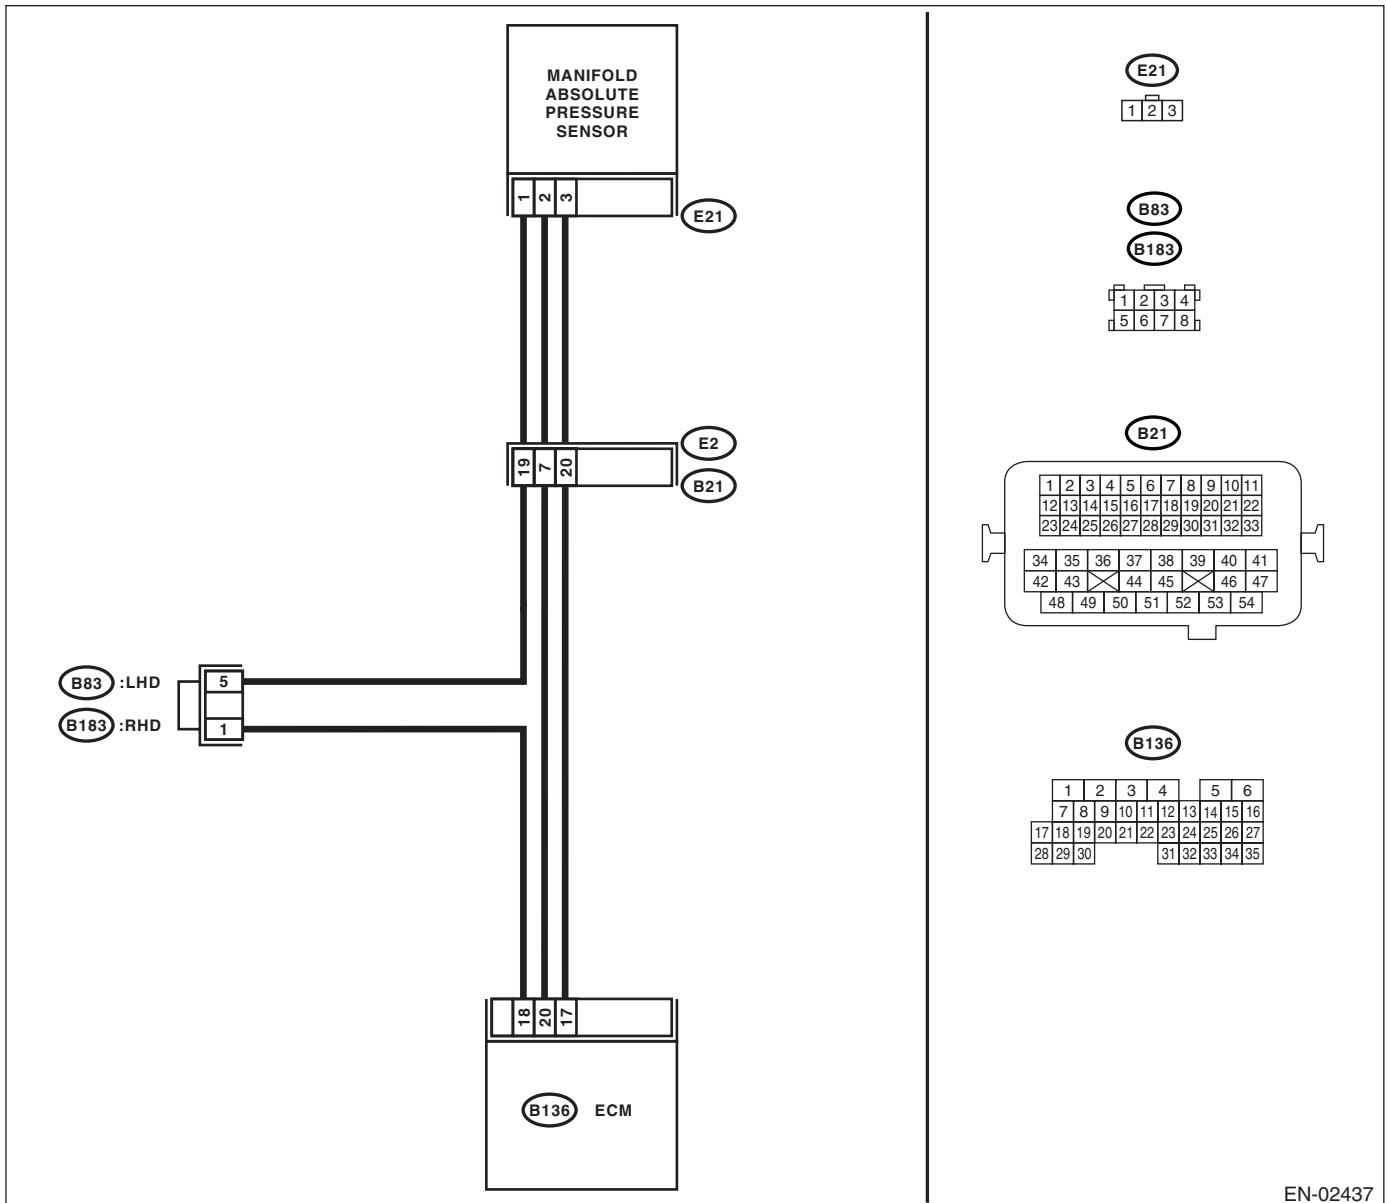 MANIFOLD
ABSOLUTE
PRESSURE
SENSOR
1 2 3
E21
E2
19 7 20
B21
B83 :LHD
5
B183 :RHD
1
18 20 17
B136 ECM
E21
1 2 3
B83
B183
1 2 3 4
5 6 7 8
B21
1 2 3 4 5 6 7 8 9 10 11
12 13 14 15 16 17 18 19 20 21 22
23 24 25 26 27 28 29 30 31 32 33
34 35 36 37 38 39 40 41
42 43 44 45 46 47
48 49 50 51 52 53 54
B136
1 2 3 4 5 6
7 8 9 10 11 12 13 14 15 16
17 18 19 20 21 22 23 24 25 26 27
28 29 30 31 32 33 34 35
EN-02437